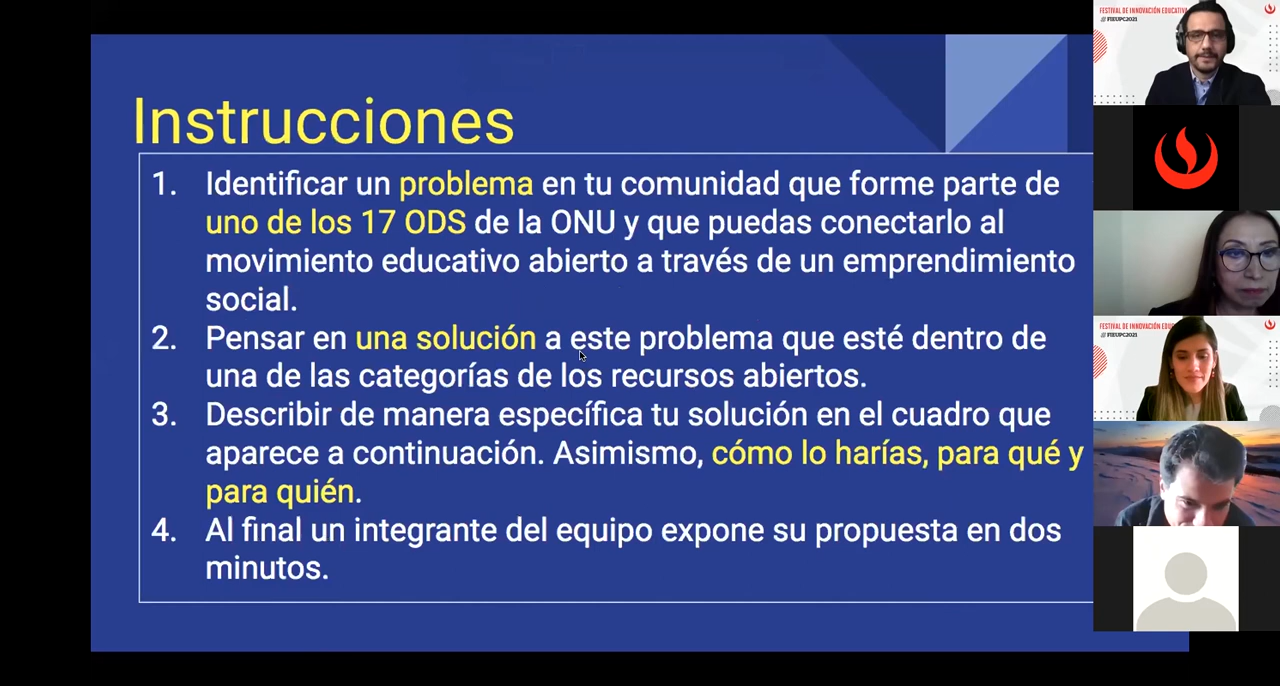 Instrucciones
1. Identificar un problema en tu comunidad que forme parte de
uno de los 17 ODS de la ONU y que puedas conectarlo al
movimiento educativo abierto a través de un emprendimiento
social.
2. Pensar en una solución a este problema que esté dentro de
una de las categorías de los recursos abiertos.
3. Describir de manera específica tu solución en el cuadro que
aparece a continuación. Asimismo, cómo lo harías, para qué y
para quién.
4. Al final un integrante del equipo expone su propuesta en dos
minutos.
FESTIVAL DE INNOVACIÓN EDUCATIVA
// FIEUPC2021
FESTIVAL DE INNOVACIÓN EDUC
// FIEUPC2021